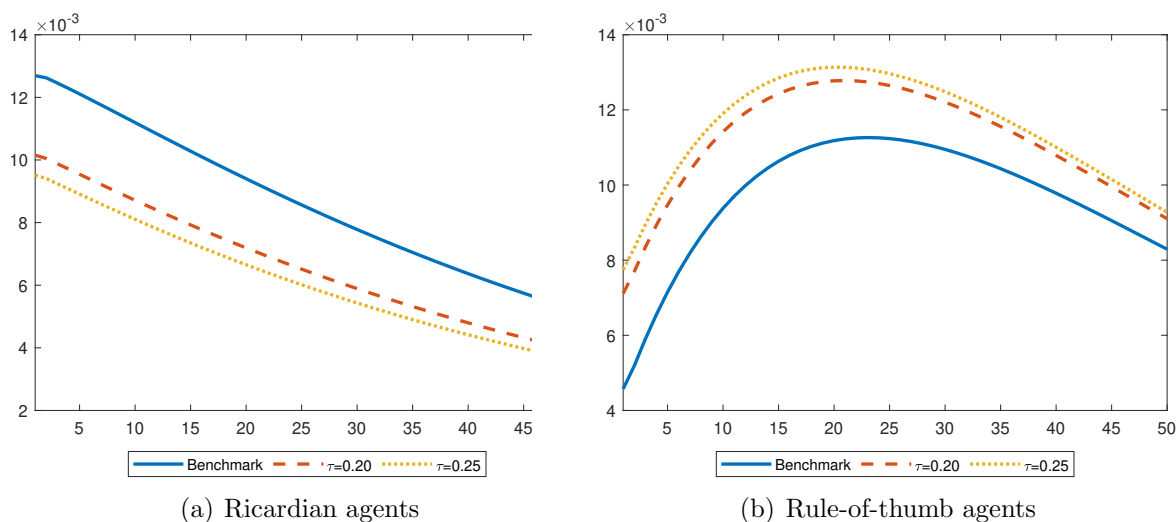 ×10⁻³
14
12
10
8
6
4
2
5 10 15 20 25 30 35 40 45
Benchmark τ=0.20 τ=0.25
(a) Ricardian agents
×10⁻³
14
12
10
8
6
4
5 10 15 20 25 30 35 40 45 50
Benchmark τ=0.20 τ=0.25
(b) Rule-of-thumb agents